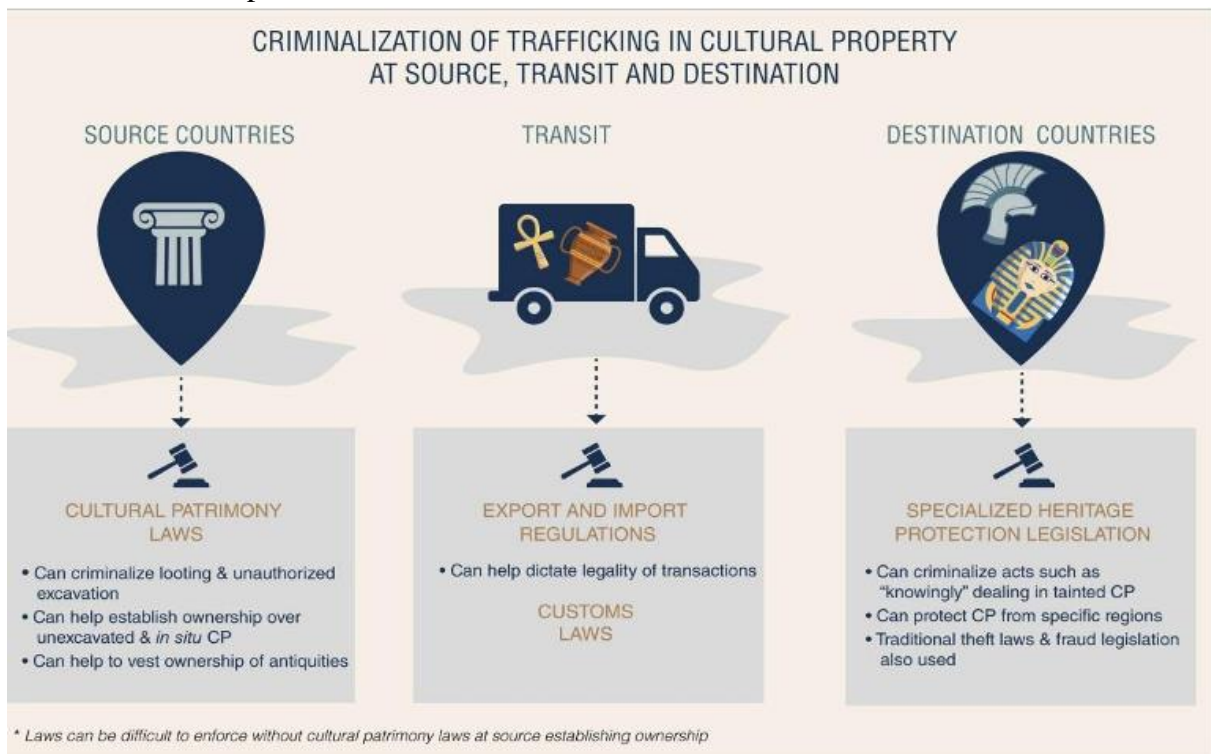 CRIMINALIZATION OF TRAFFICKING IN CULTURAL PROPERTY
AT SOURCE, TRANSIT AND DESTINATION
SOURCE COUNTRIES
CULTURAL PATRIMONY
LAWS
• Can criminalize looting & unauthorized
excavation
• Can help establish ownership over
unexcavated & in situ CP
• Can help to vest ownership of antiquities
TRANSIT
EXPORT AND IMPORT
REGULATIONS
• Can help dictate legality of transactions
CUSTOMS
LAWS
DESTINATION COUNTRIES
SPECIALIZED HERITAGE
PROTECTION LEGISLATION
• Can criminalize acts such as
"knowingly" dealing in tainted CP
• Can protect CP from specific regions
• Traditional theft laws & fraud legislation
also used
* Laws can be difficult to enforce without cultural patrimony laws at source establishing ownership